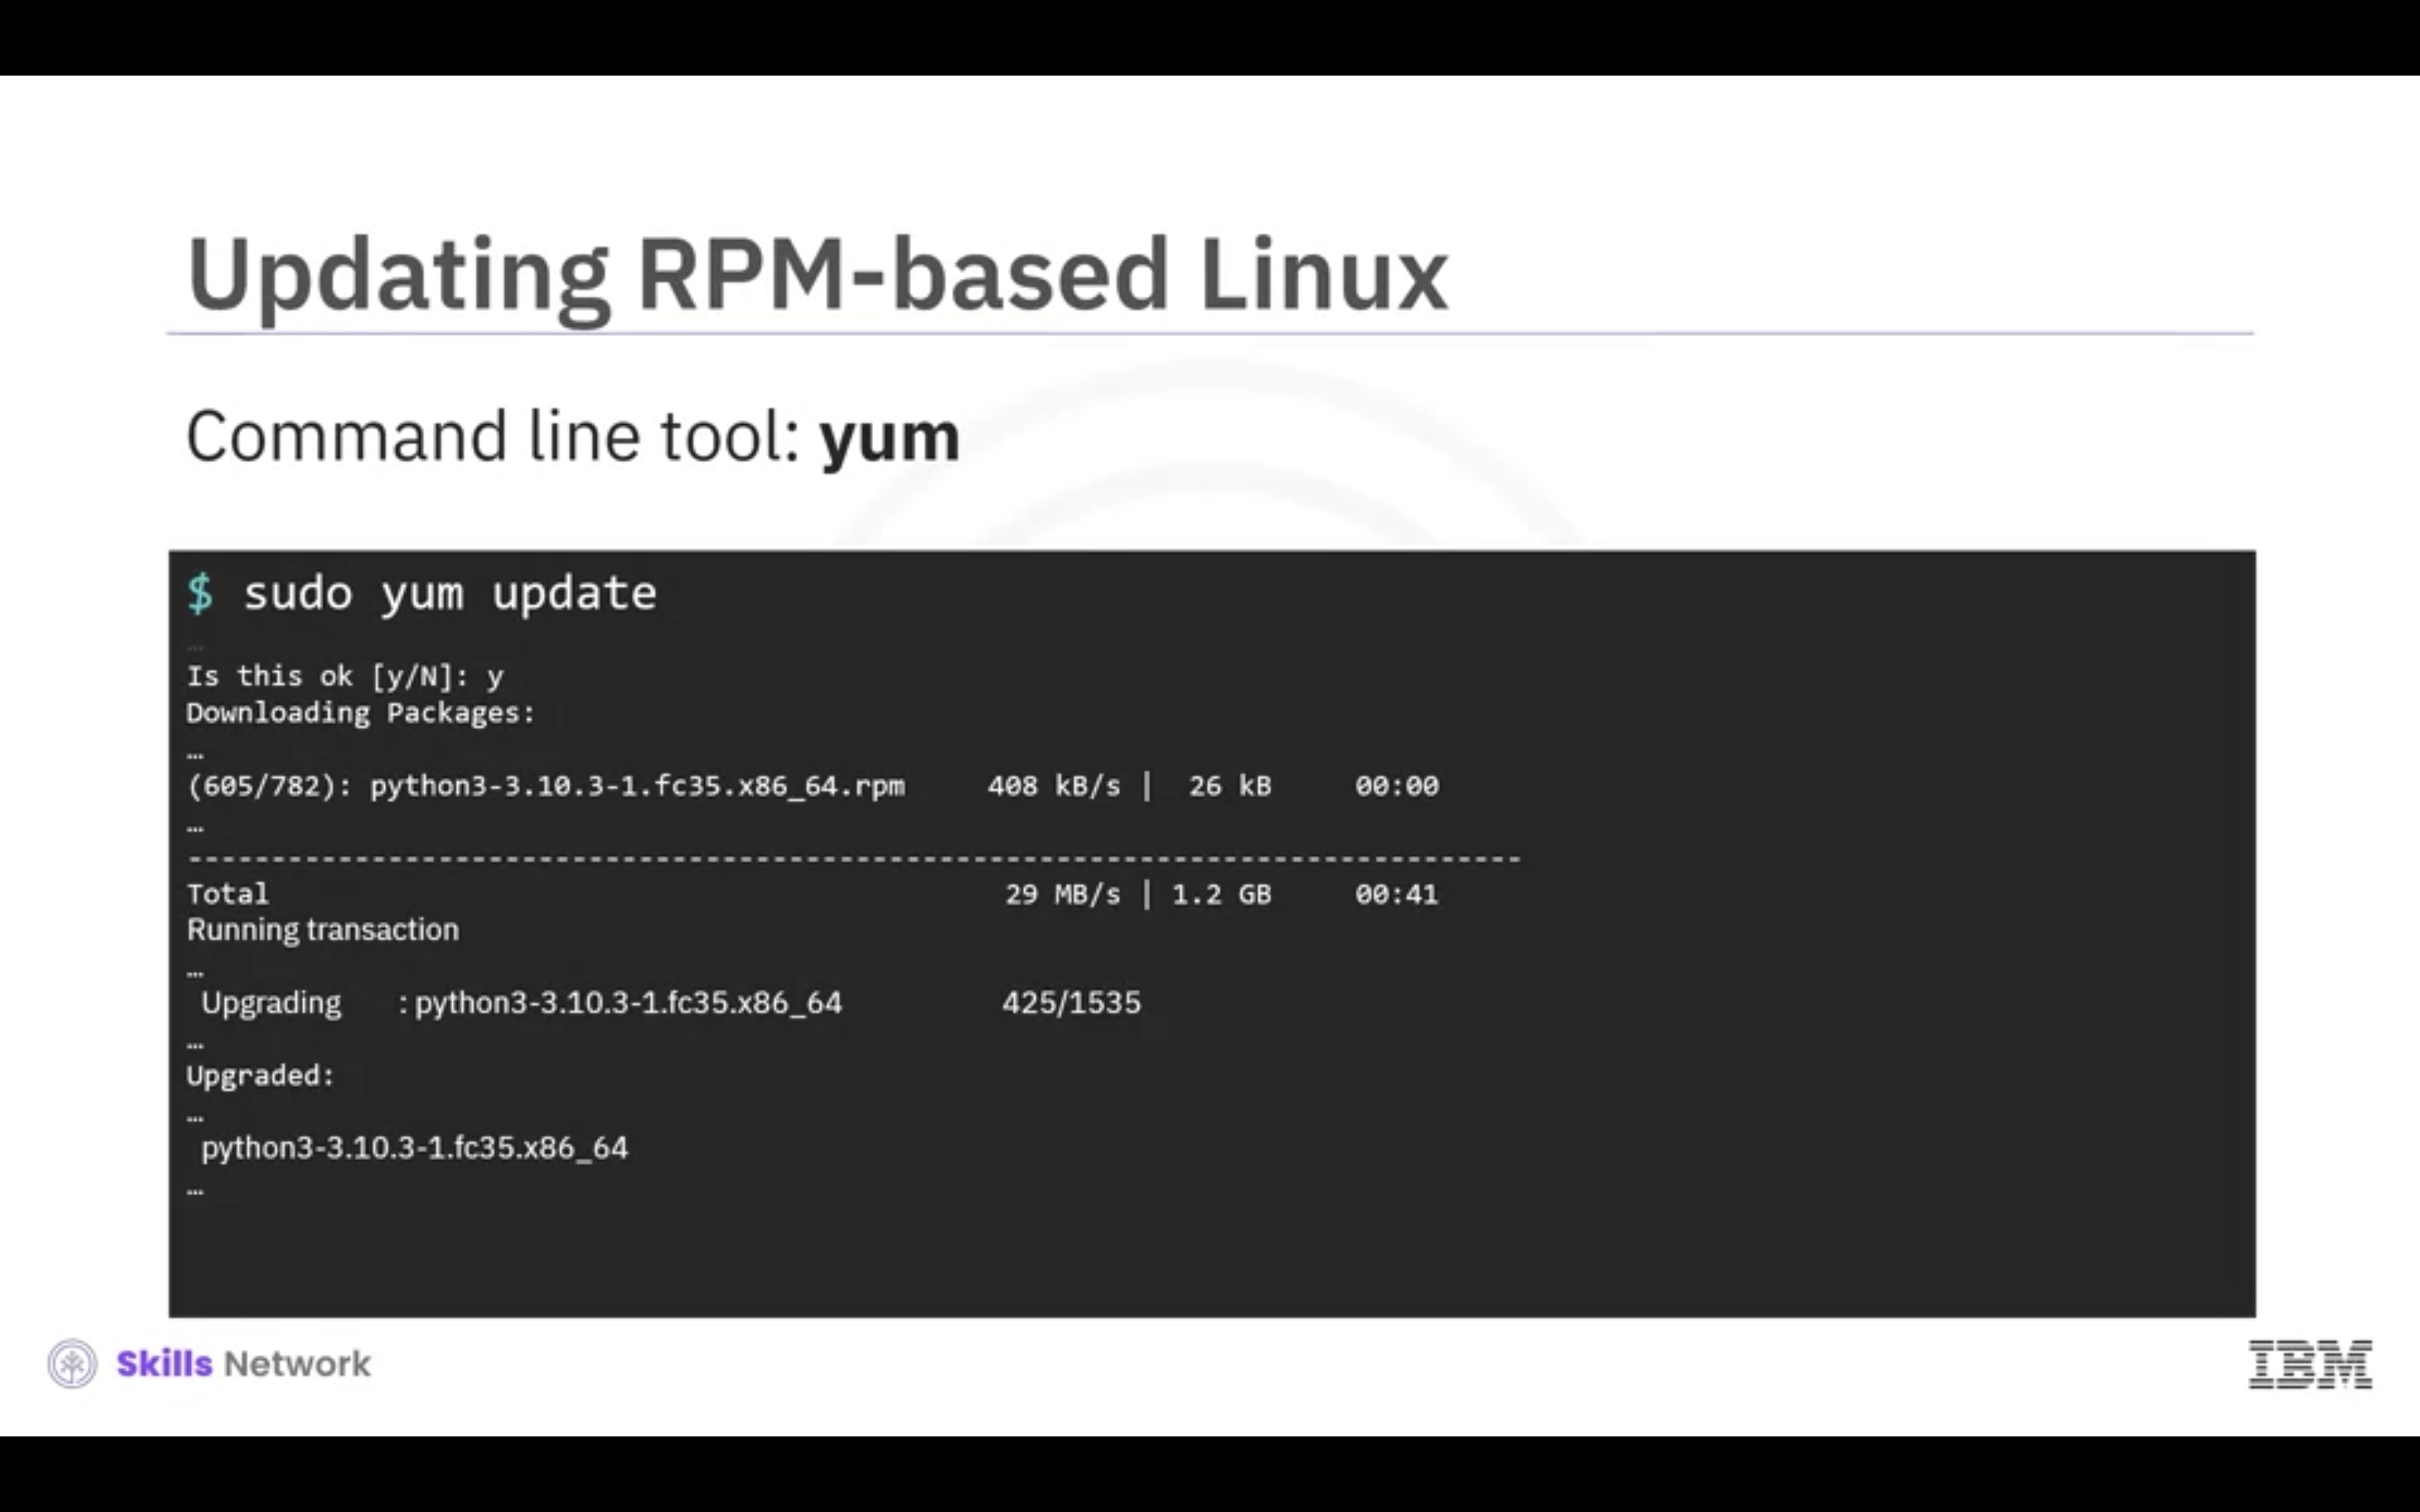 Updating RPM-based Linux
Command line tool: yum
$ sudo yum update
…
Is this ok [y/N]: y
Downloading Packages:
…
(605/782): python3-3.10.3-1.fc35.x86_64.rpm     408 kB/s |  26 kB     00:00
…
--------------------------------------------------------------------------------
Total                                            29 MB/s | 1.2 GB     00:41
Running transaction
…
  Upgrading       : python3-3.10.3-1.fc35.x86_64                   425/1535
…
Upgraded:
…
  python3-3.10.3-1.fc35.x86_64
…
Skills Network
IBM